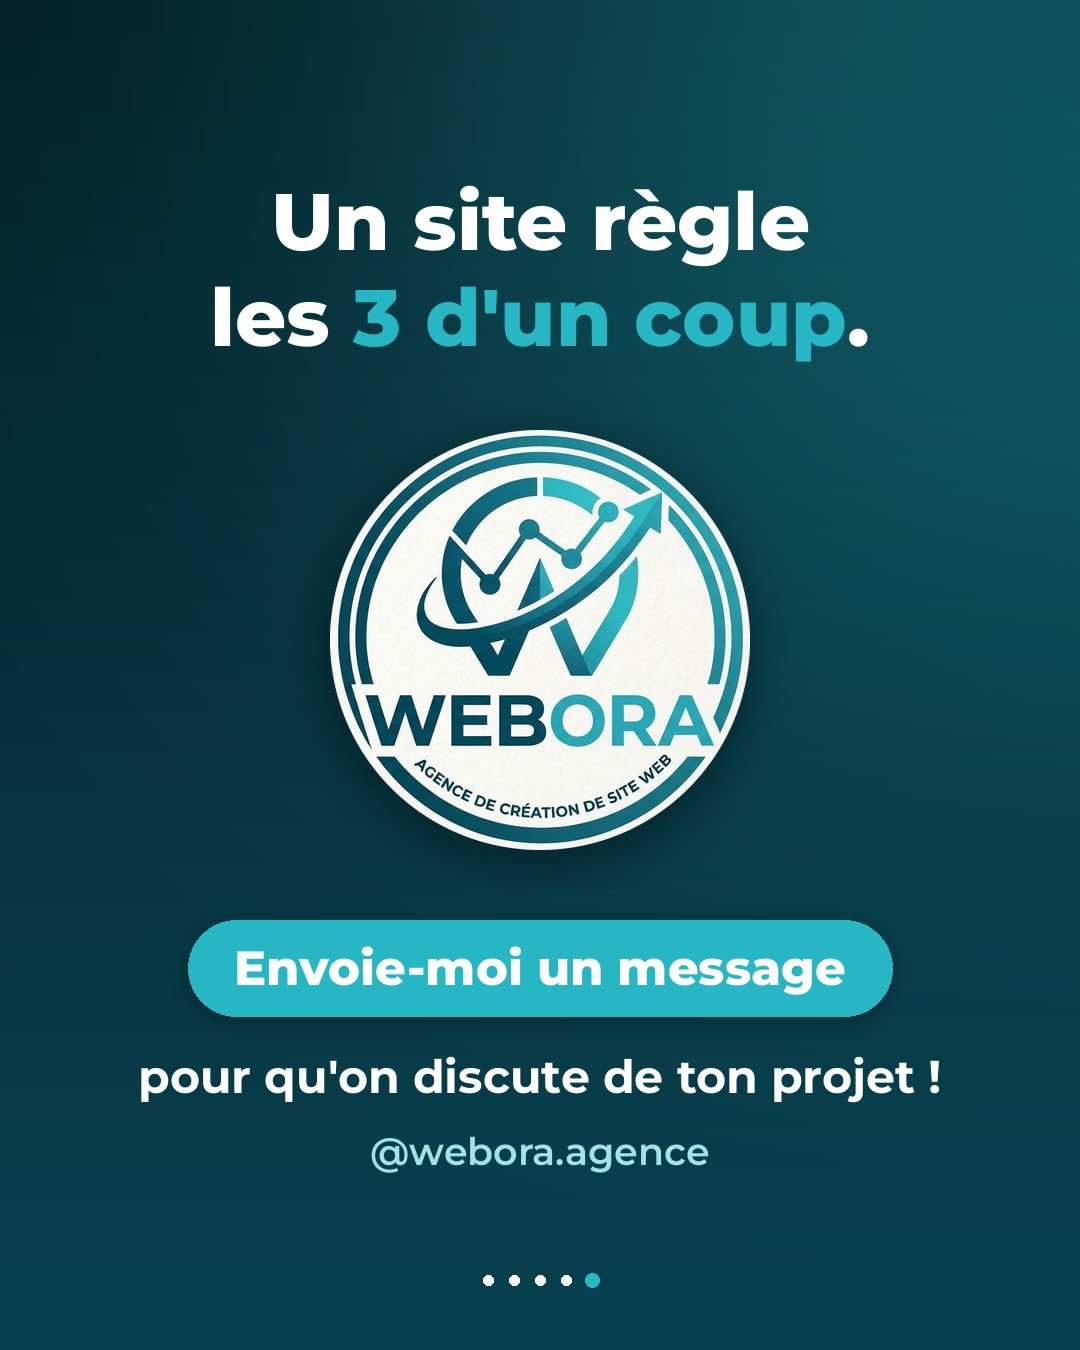 Un site règle
les 3 d'un coup.
WEBORA
AGENCE DE CRÉATION DE SITE WEB
Envoie-moi un message
pour qu'on discute de ton projet !
@webora.agence